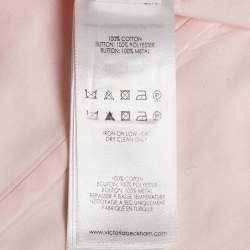 100% COTTON
BUTTON: 100% POLYESTER
BUTTON: 100% METAL
IRON ON LOW HEAT
DRY CLEAN ONLY
100% COTON
BOUTON: 100% POLYESTER
BOUTON: 100% METAL
REPASSER À BASSE TEMPERATURE
NETTOYAGE A SEC UNIQUEMENT
FABRIQUE EN TURQUIE
www.victoriabeckham.com